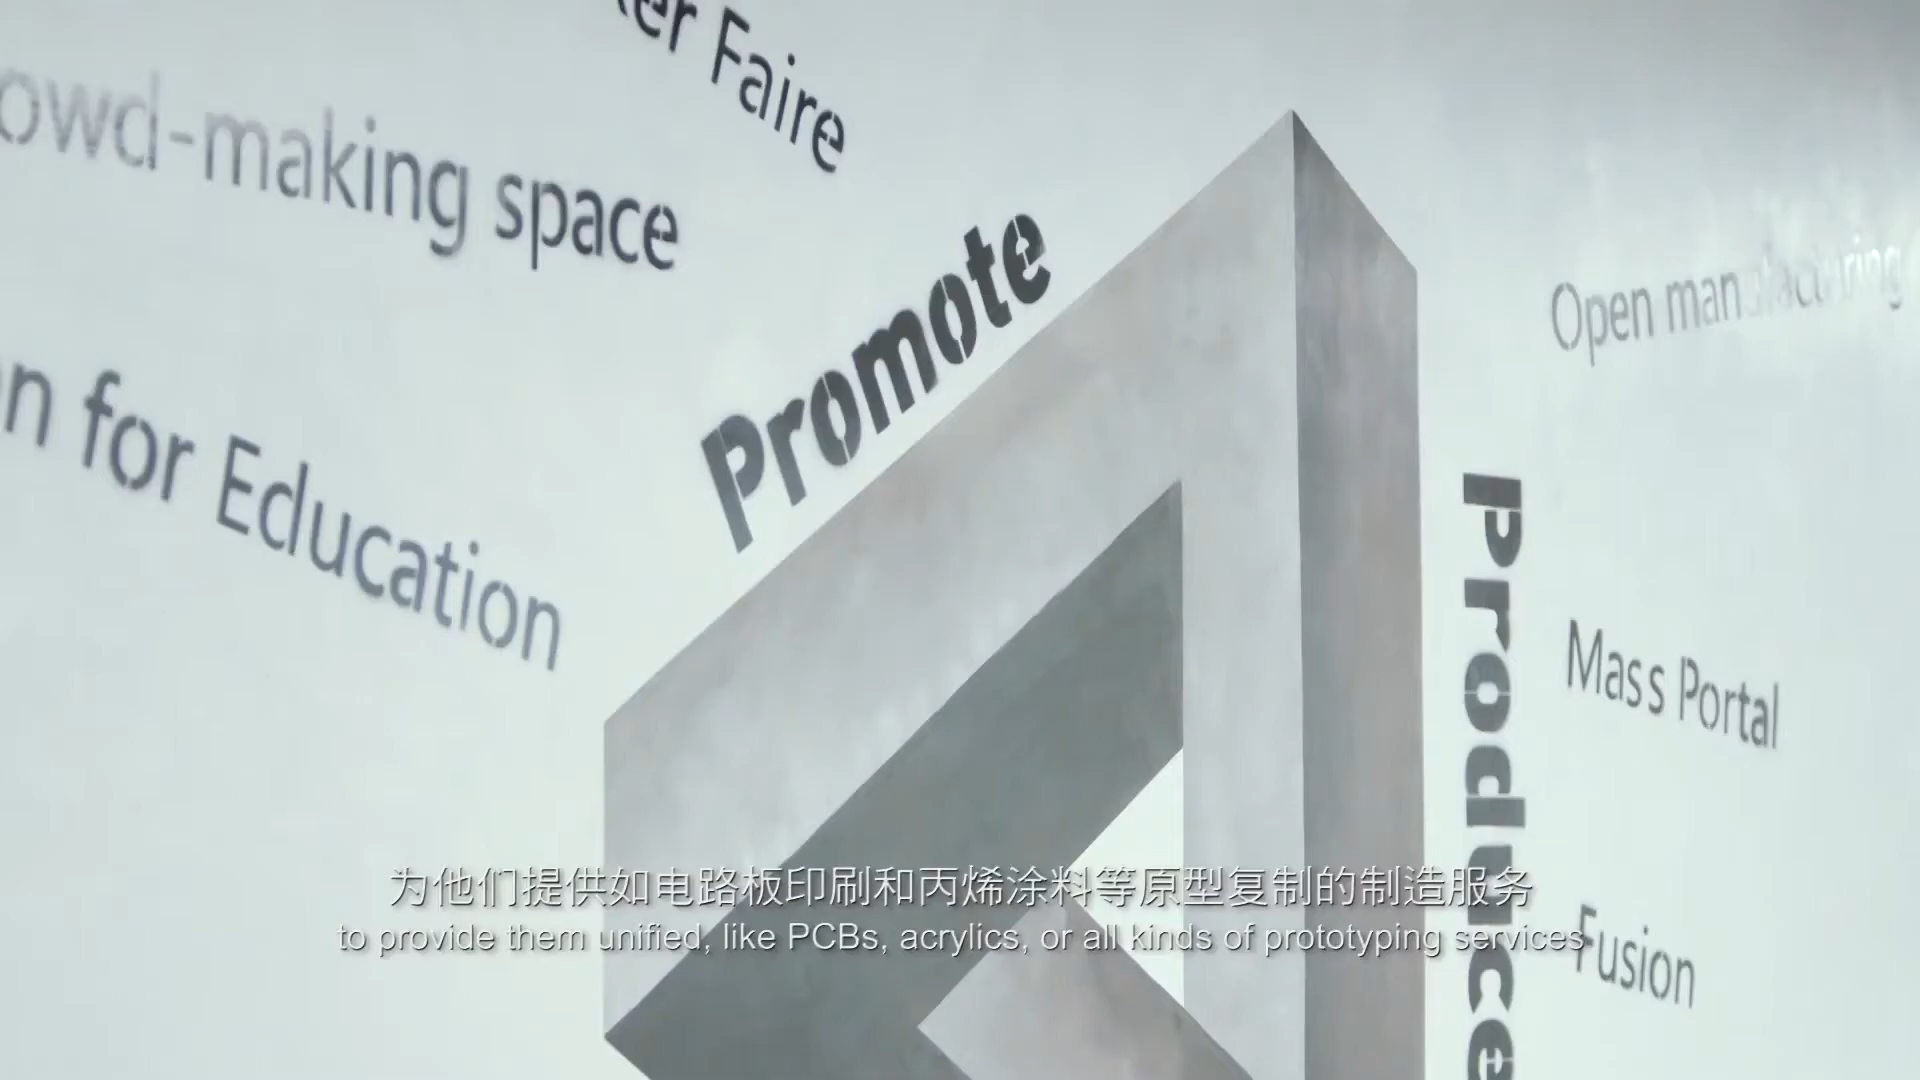 er Faire
owd-making space
n for Education
Promote
Produce
Open manufacturing
Mass Portal
Fusion
为他们提供如电路板印刷和丙烯涂料等原型复制的制造服务
to provide them unified, like PCBs, acrylics, or all kinds of prototyping services